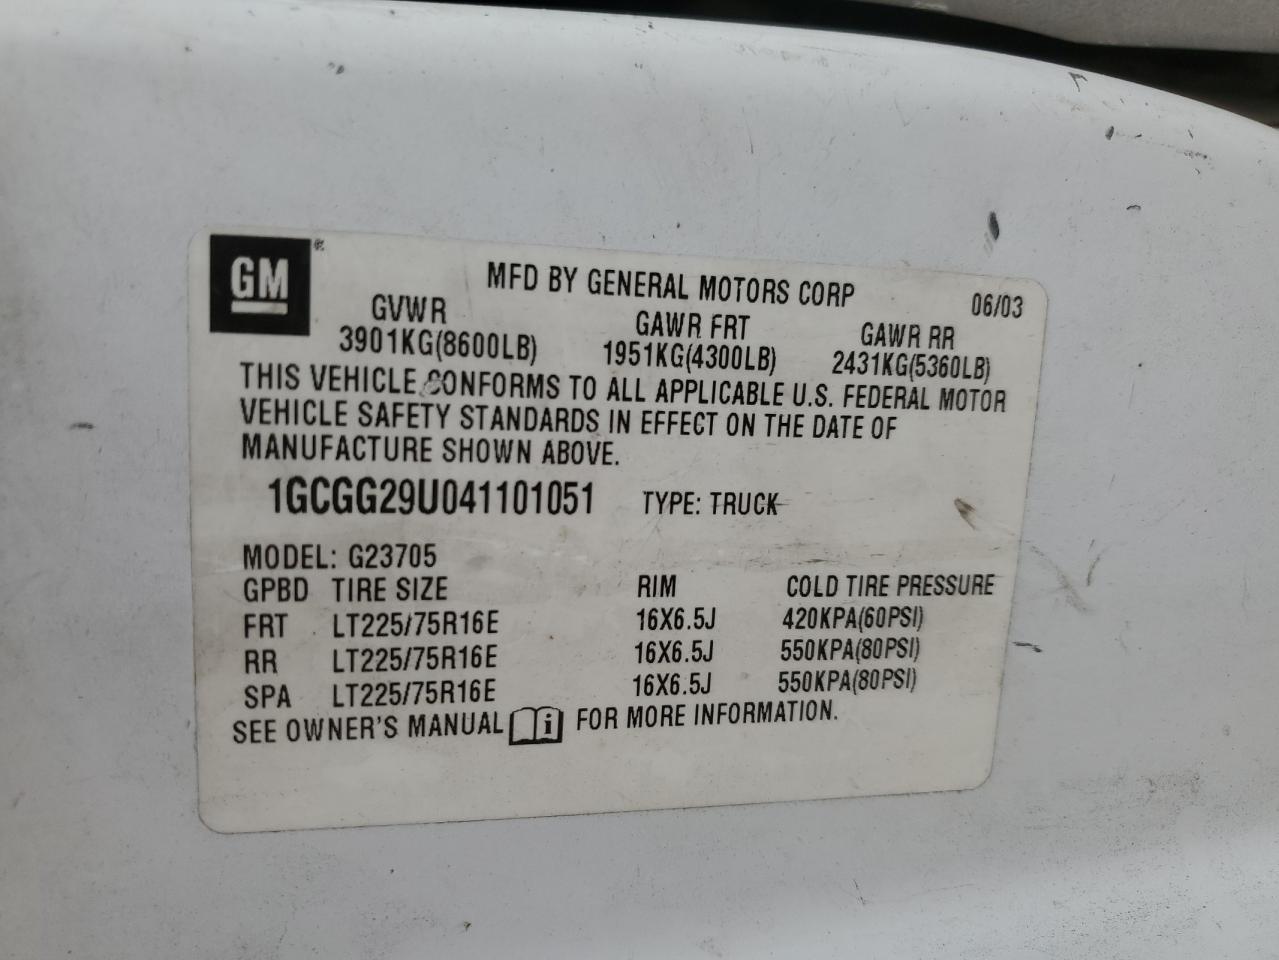 GM ®
MFD BY GENERAL MOTORS CORP 06/03
GVWR GAWR FRT GAWR RR
3901KG(8600LB) 1951KG(4300LB) 2431KG(5360LB)
THIS VEHICLE CONFORMS TO ALL APPLICABLE U.S. FEDERAL MOTOR
VEHICLE SAFETY STANDARDS IN EFFECT ON THE DATE OF
MANUFACTURE SHOWN ABOVE.
1GCGG29U041101051 TYPE: TRUCK
MODEL: G23705
GPBD TIRE SIZE RIM COLD TIRE PRESSURE
FRT LT225/75R16E 16X6.5J 420KPA(60PSI)
RR LT225/75R16E 16X6.5J 550KPA(80PSI)
SPA LT225/75R16E 16X6.5J 550KPA(80PSI)
SEE OWNER'S MANUAL i FOR MORE INFORMATION.